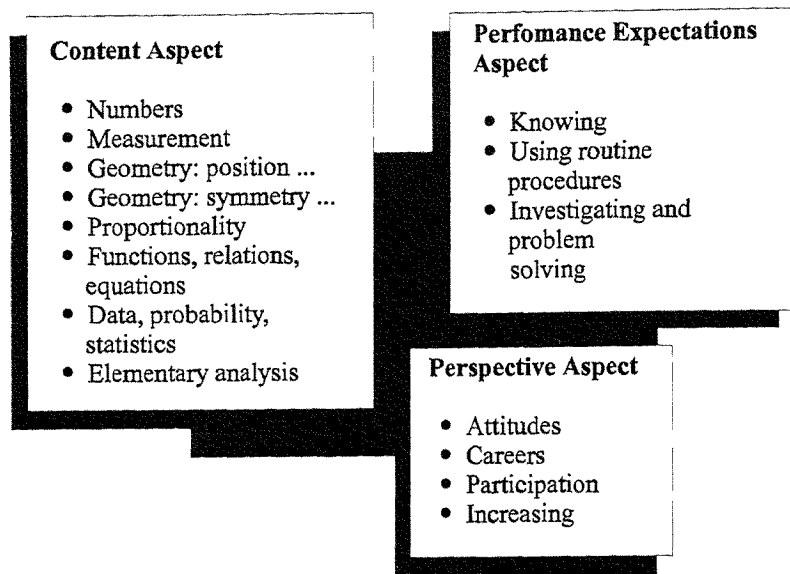 Content Aspect
• Numbers
• Measurement
• Geometry: position ...
• Geometry: symmetry ...
• Proportionality
• Functions, relations,
equations
• Data, probability,
statistics
• Elementary analysis
Perfomance Expectations
Aspect
• Knowing
• Using routine
procedures
• Investigating and
problem
solving
Perspective Aspect
• Attitudes
• Careers
• Participation
• Increasing